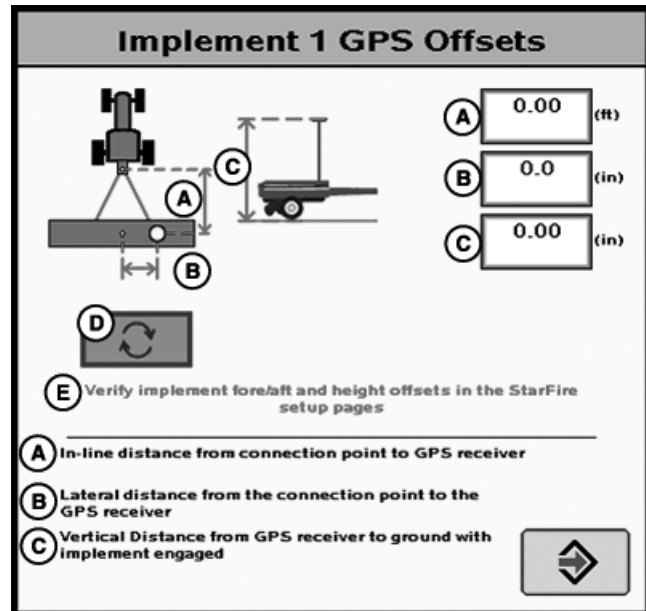 Implement 1 GPS Offsets
A
B
C
A 0.00 (ft)
B 0.0 (in)
C 0.00 (in)
D
E Verify implement fore/aft and height offsets in the StarFire
setup pages
A In-line distance from connection point to GPS receiver
B Lateral distance from the connection point to the
GPS receiver
C Vertical Distance from GPS receiver to ground with
implement engaged